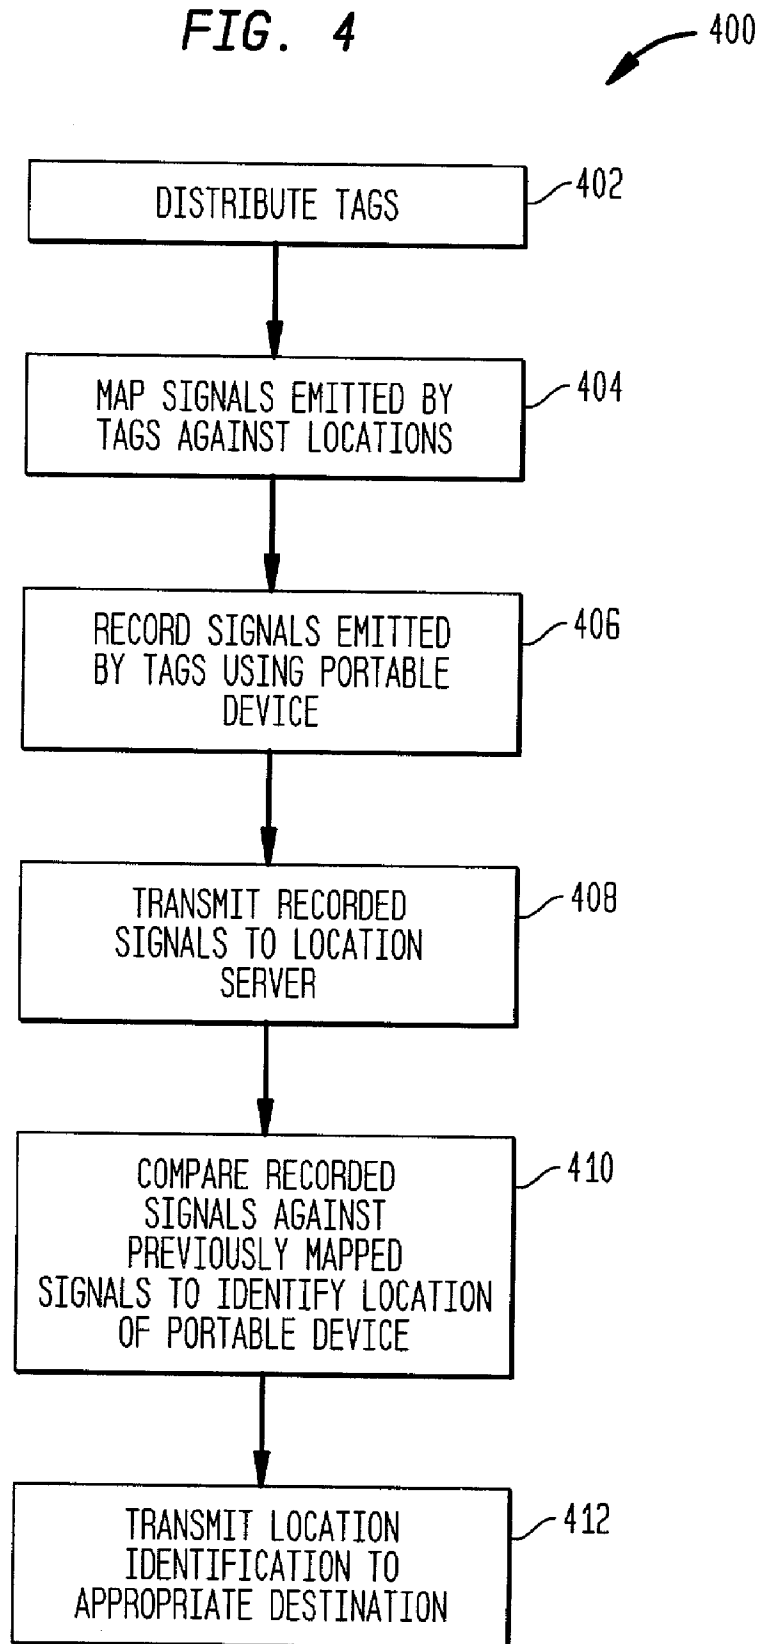 FIG. 4
400
DISTRIBUTE TAGS
402
MAP SIGNALS EMITTED BY
TAGS AGAINST LOCATIONS
404
RECORD SIGNALS EMITTED
BY TAGS USING PORTABLE
DEVICE
406
TRANSMIT RECORDED
SIGNALS TO LOCATION
SERVER
408
COMPARE RECORDED
SIGNALS AGAINST
PREVIOUSLY MAPPED
SIGNALS TO IDENTIFY LOCATION
OF PORTABLE DEVICE
410
TRANSMIT LOCATION
IDENTIFICATION TO
APPROPRIATE DESTINATION
412